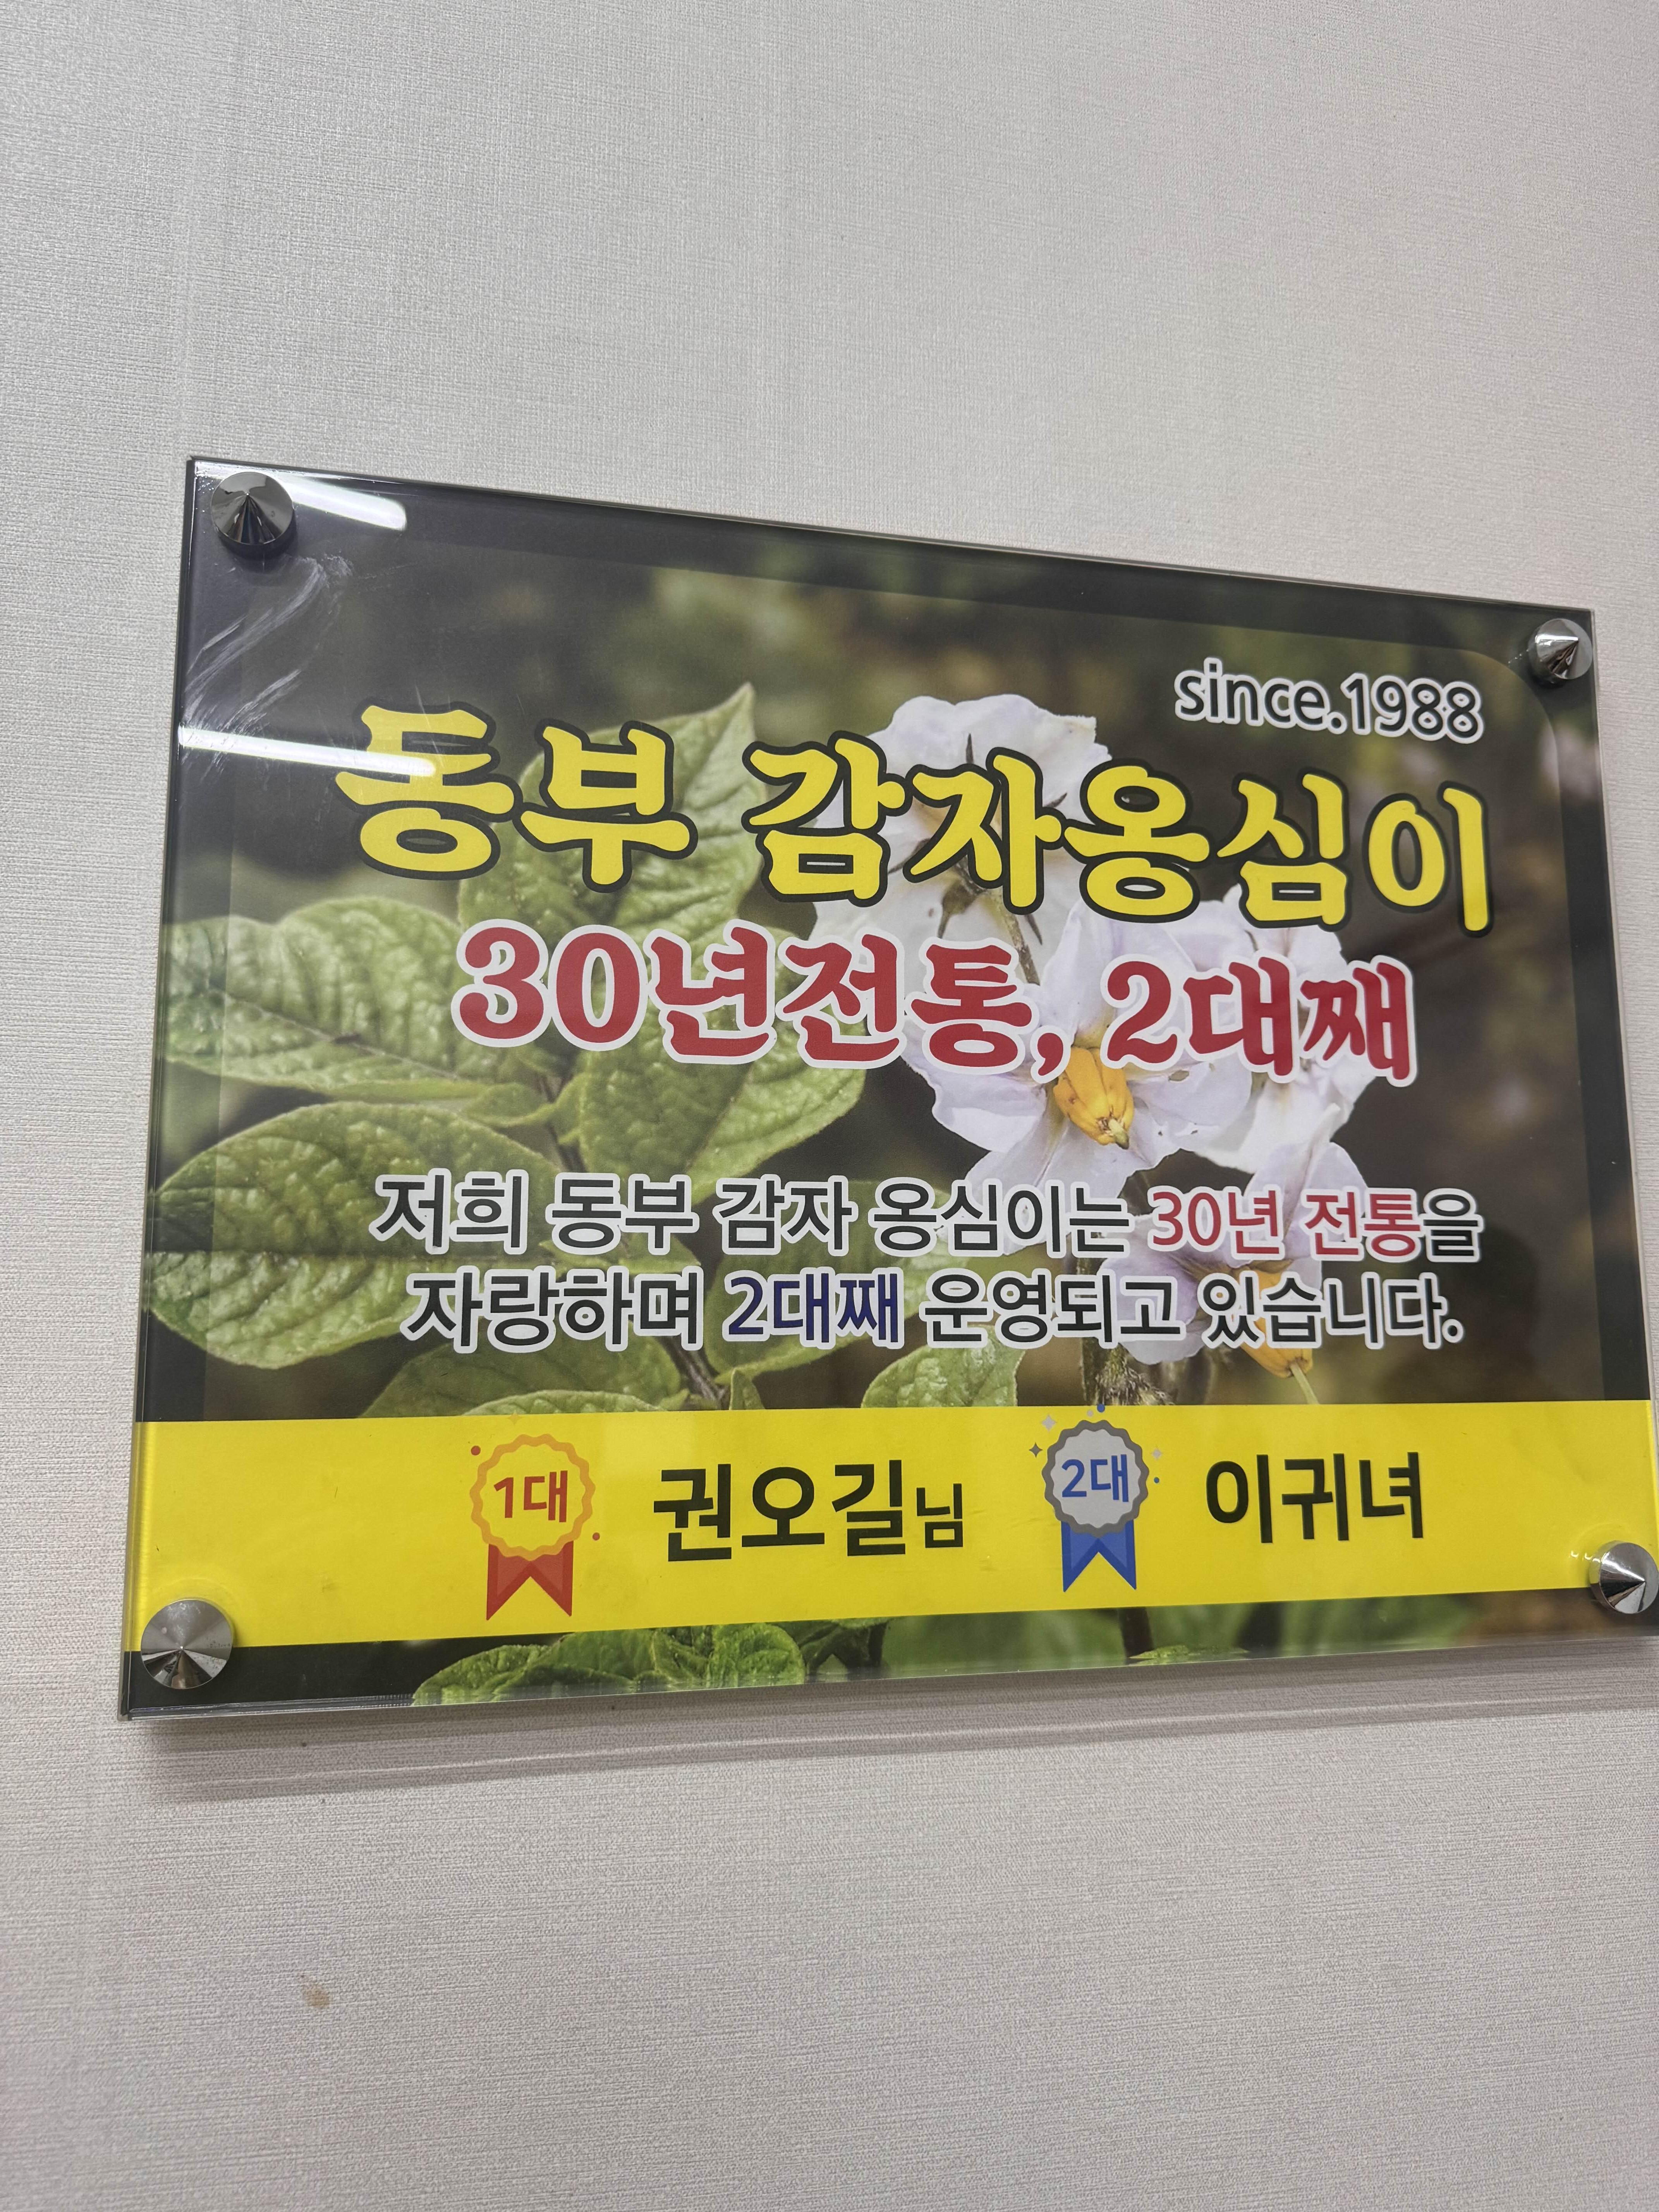 since.1988
동부 감자옹심이
30년전통, 2대째
저희 동부 감자 옹심이는 30년 전통을
자랑하며 2대째 운영되고 있습니다.
1대 권오길님 2대 이귀녀